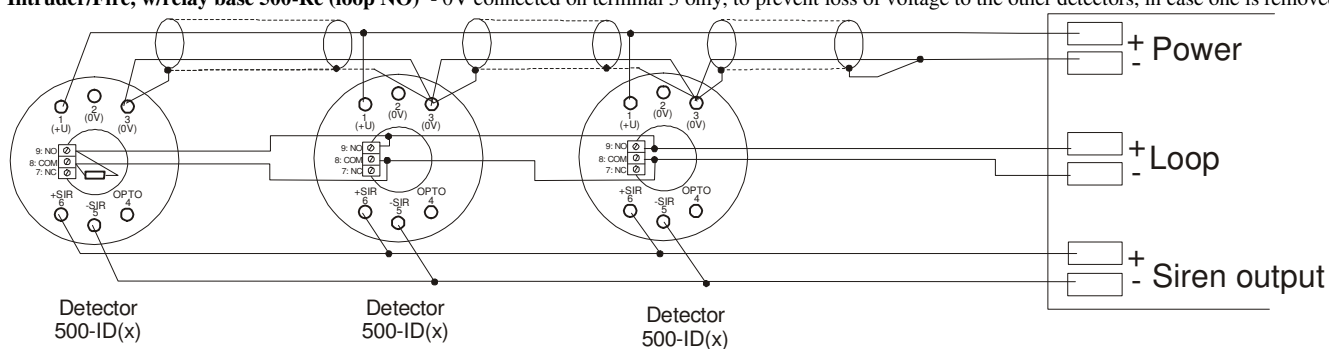 Intruder/Fire, w/relay base 500-Rc (loop NO) - 0V connected on terminal 3 only, to prevent loss of voltage to the other detectors, in case one is removed
+ Power
-
+ Loop
-
+ Siren output
-
1 (+U)
2 (0V)
3 (0V)
9: NO
8: COM
7: NC
+SIR 6
-SIR 5
OPTO 4
1 (+U)
2 (0V)
3 (0V)
9: NO
8: COM
7: NC
+SIR 6
-SIR 5
OPTO 4
1 (+U)
2 (0V)
3 (0V)
9: NO
8: COM
7: NC
+SIR 6
-SIR 5
OPTO 4
Detector
500-ID(x)
Detector
500-ID(x)
Detector
500-ID(x)